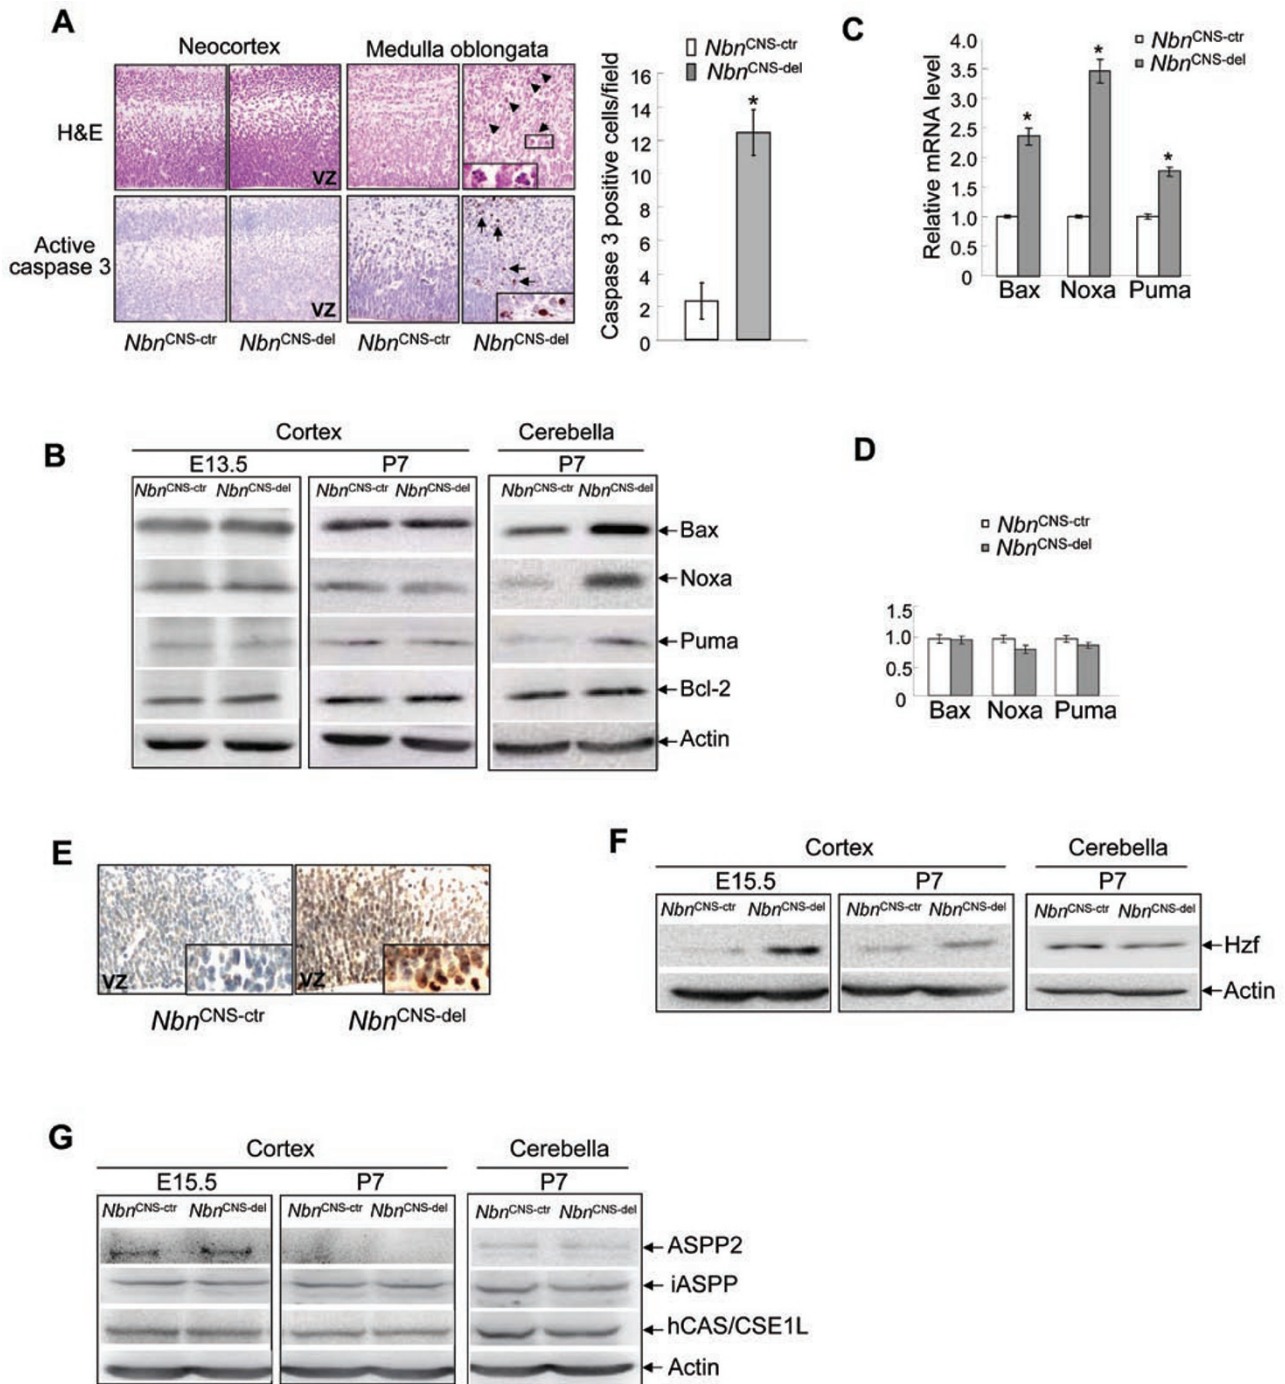 A
Neocortex Medulla oblongata
H&E
VZ
Active
caspase 3
VZ
NbnCNS-ctr NbnCNS-del NbnCNS-ctr NbnCNS-del
NbnCNS-ctr
NbnCNS-del
Caspase 3 positive cells/field
16
14
12
10
8
6
4
2
0
*
C
NbnCNS-ctr
NbnCNS-del
Relative mRNA level
4.0
3.5
3.0
2.5
2.0
1.5
1.0
0.5
0
* * *
Bax Noxa Puma
B
Cortex Cerebella
E13.5 P7 P7
NbnCNS-ctr NbnCNS-del NbnCNS-ctr NbnCNS-del NbnCNS-ctr NbnCNS-del
Bax
Noxa
Puma
Bcl-2
Actin
D
NbnCNS-ctr
NbnCNS-del
1.5
1.0
0.5
0
Bax Noxa Puma
E
VZ VZ
NbnCNS-ctr NbnCNS-del
F
Cortex Cerebella
E15.5 P7 P7
NbnCNS-ctr NbnCNS-del NbnCNS-ctr NbnCNS-del NbnCNS-ctr NbnCNS-del
Hzf
Actin
G
Cortex Cerebella
E15.5 P7 P7
NbnCNS-ctr NbnCNS-del NbnCNS-ctr NbnCNS-del NbnCNS-ctr NbnCNS-del
ASPP2
iASPP
hCAS/CSE1L
Actin